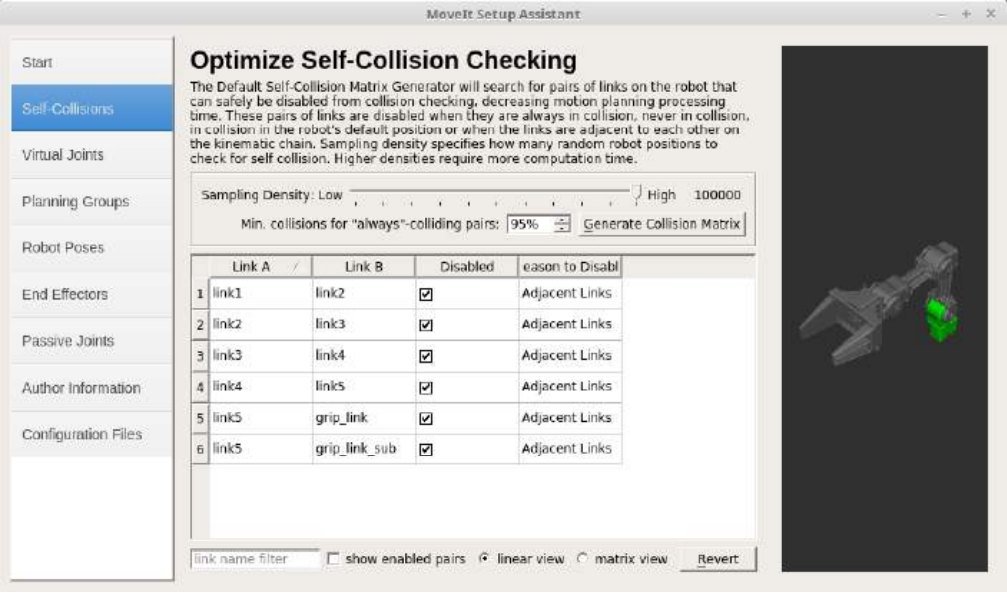 MoveIt Setup Assistant
Start
Self-Collisions
Virtual Joints
Planning Groups
Robot Poses
End Effectors
Passive Joints
Author Information
Configuration Files
Optimize Self-Collision Checking
The Default Self-Collision Matrix Generator will search for pairs of links on the robot that
can safely be disabled from collision checking, decreasing motion planning processing
time. These pairs of links are disabled when they are always in collision, never in collision,
in collision in the robot's default position or when the links are adjacent to each other on
the kinematic chain. Sampling density specifies how many random robot positions to
check for self collision. Higher densities require more computation time.
Sampling Density: Low High 100000
Min. collisions for "always"-colliding pairs: 95% Generate Collision Matrix
Link A / Link B Disabled eason to Disabl
1 link1 link2 Adjacent Links
2 link2 link3 Adjacent Links
3 link3 link4 Adjacent Links
4 link4 link5 Adjacent Links
5 link5 grip_link Adjacent Links
6 link5 grip_link_sub Adjacent Links
link name filter show enabled pairs linear view matrix view Revert